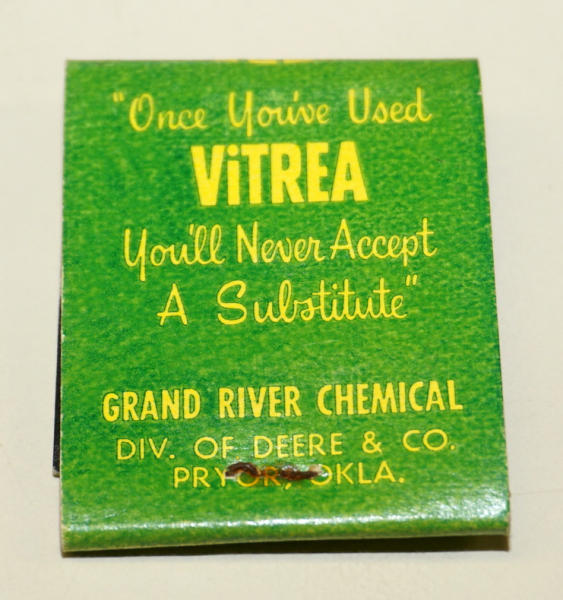 "Once You've Used
ViTREA
You'll Never Accept
A Substitute"
GRAND RIVER CHEMICAL
DIV. OF DEERE & CO.
PRYOR, OKLA.